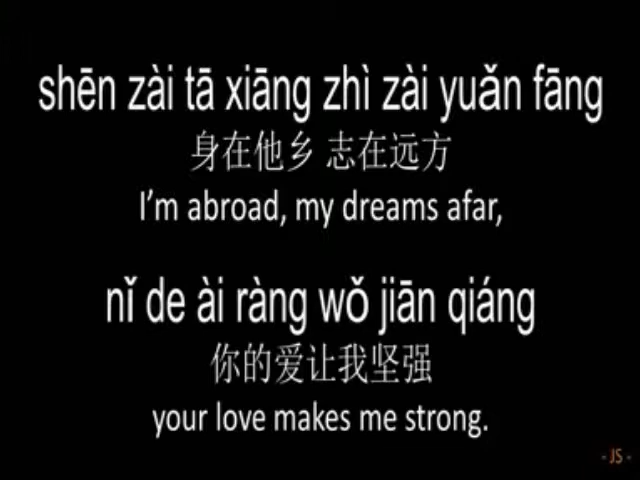 shēn zài tā xiāng zhì zài yuǎn fāng
身在他乡 志在远方
I'm abroad, my dreams afar,
nǐ de ài ràng wǒ jiān qiáng
你的爱让我坚强
your love makes me strong.
- JS -